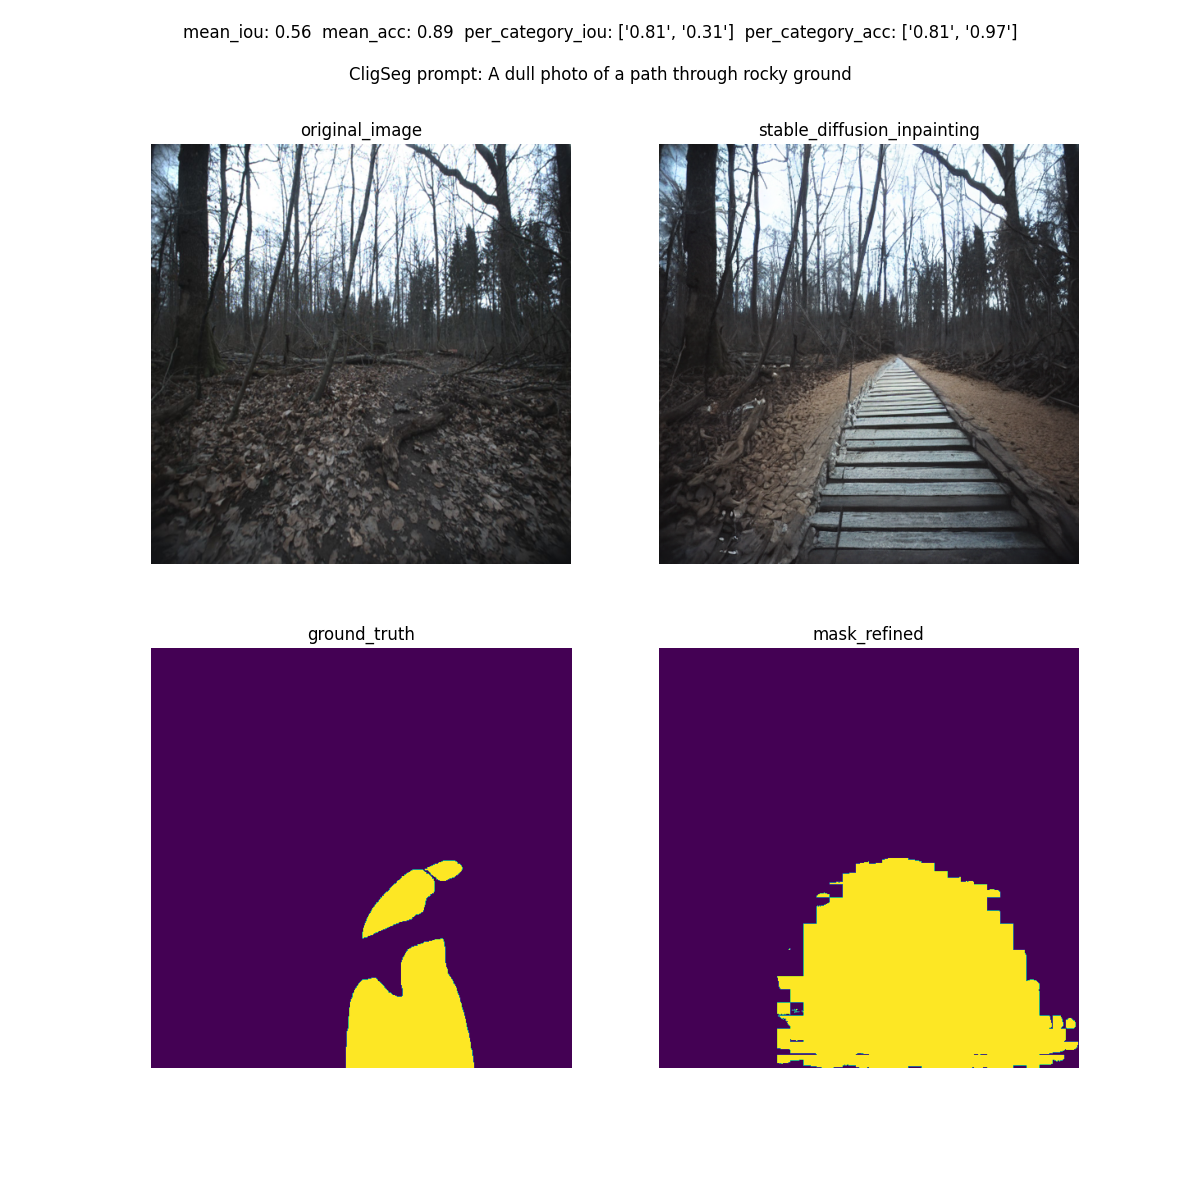 mean_iou: 0.56  mean_acc: 0.89  per_category_iou: ['0.81', '0.31']  per_category_acc: ['0.81', '0.97']
CligSeg prompt: A dull photo of a path through rocky ground
original_image
stable_diffusion_inpainting
ground_truth
mask_refined